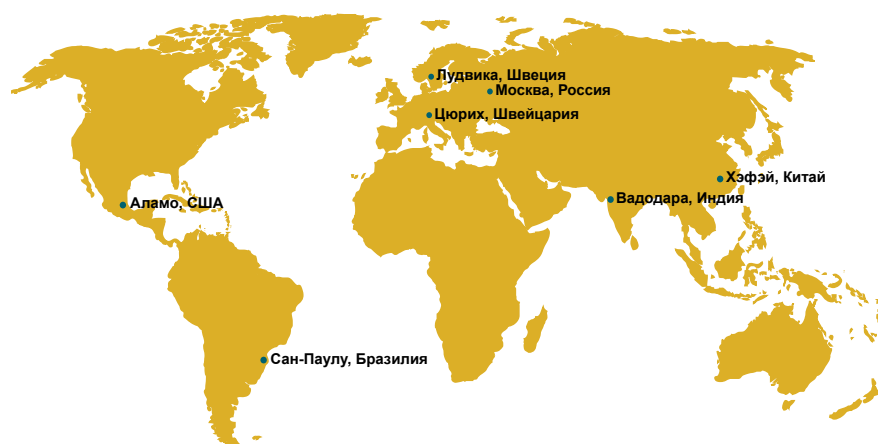 Лудвика, Швеция
Москва, Россия
Цюрих, Швейцария
Хэфэй, Китай
Вадодара, Индия
Аламо, США
Сан-Паулу, Бразилия